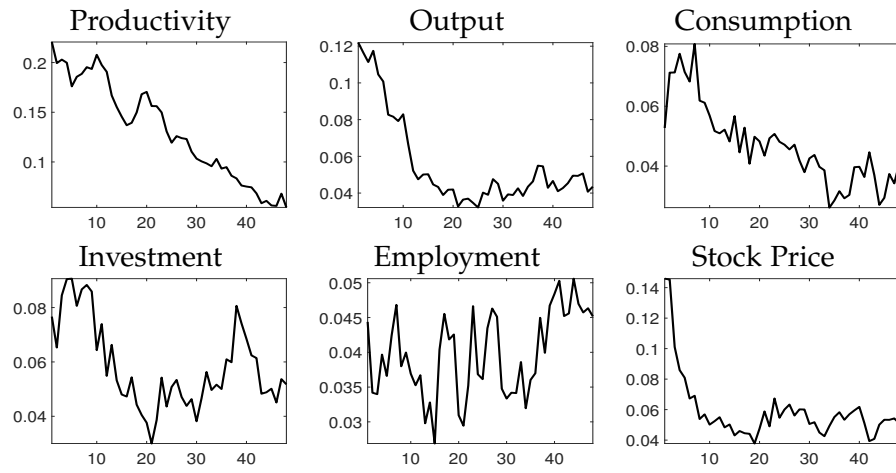 Productivity Output Consumption
0.2 0.12 0.08
0.15 0.1
0.08 0.06
0.1 0.06 0.04
0.04
10 20 30 40 10 20 30 40 10 20 30 40
Investment Employment Stock Price
0.08 0.05 0.14
0.12
0.06 0.04 0.1
0.08
0.04 0.03 0.06
0.04
10 20 30 40 10 20 30 40 10 20 30 40